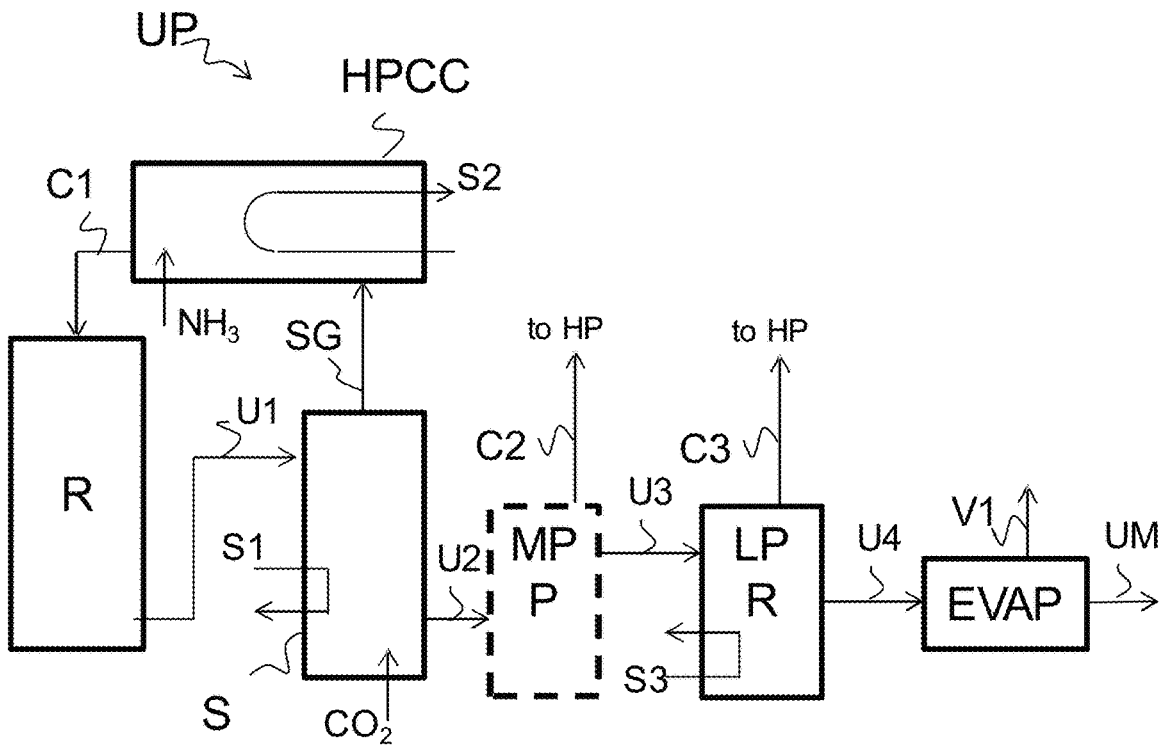 UP
HPCC
C1
S2
NH₃
SG
to HP
to HP
U1
C2
C3
R
U3
V1
S1
U2
MP
P
LP
R
U4
UM
EVAP
S3
S
CO₂